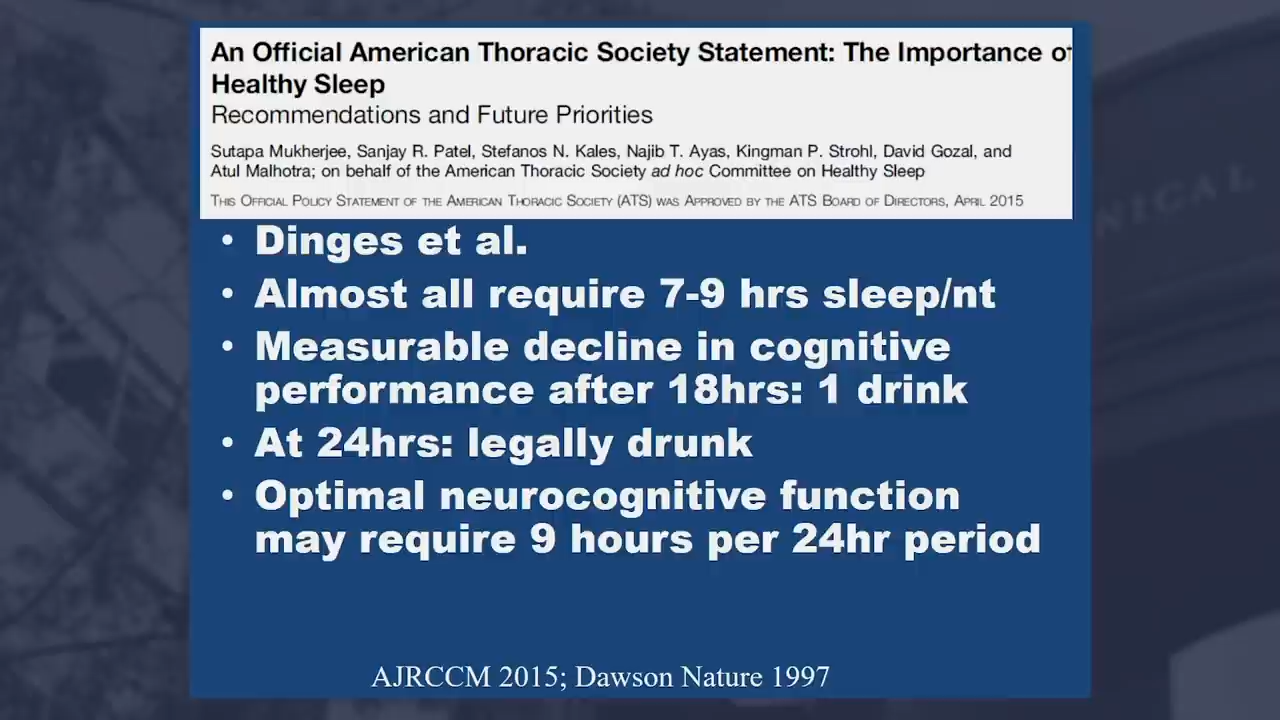 An Official American Thoracic Society Statement: The Importance of
Healthy Sleep
Recommendations and Future Priorities
Sutapa Mukherjee, Sanjay R. Patel, Stefanos N. Kales, Najib T. Ayas, Kingman P. Strohl, David Gozal, and
Atul Malhotra; on behalf of the American Thoracic Society ad hoc Committee on Healthy Sleep
THIS OFFICIAL POLICY STATEMENT OF THE AMERICAN THORACIC SOCIETY (ATS) WAS APPROVED BY THE ATS BOARD OF DIRECTORS, APRIL 2015
• Dinges et al.
• Almost all require 7-9 hrs sleep/nt
• Measurable decline in cognitive
performance after 18hrs: 1 drink
• At 24hrs: legally drunk
• Optimal neurocognitive function
may require 9 hours per 24hr period
AJRCCM 2015; Dawson Nature 1997